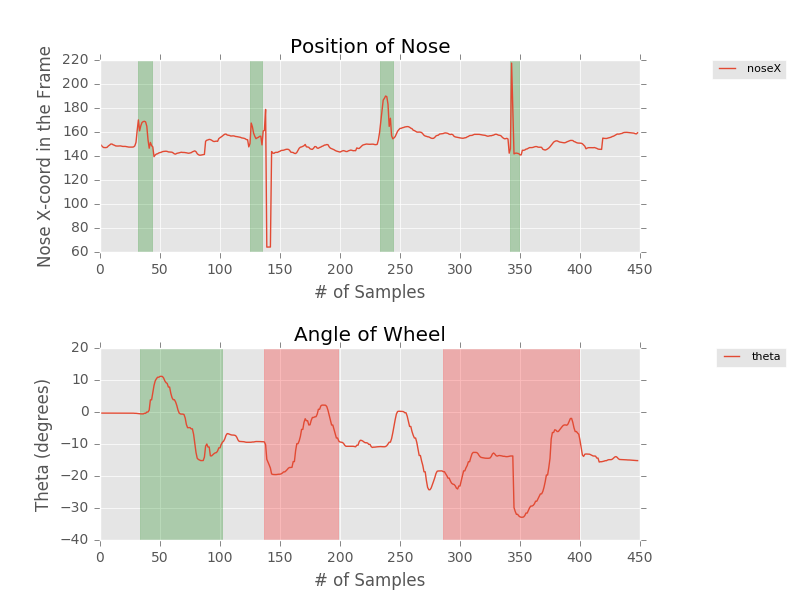 Position of Nose
Nose X-coord in the Frame
220
200
180
160
140
120
100
80
60
0 50 100 150 200 250 300 350 400 450
# of Samples
noseX
Angle of Wheel
Theta (degrees)
20
10
0
−10
−20
−30
−40
0 50 100 150 200 250 300 350 400 450
# of Samples
theta